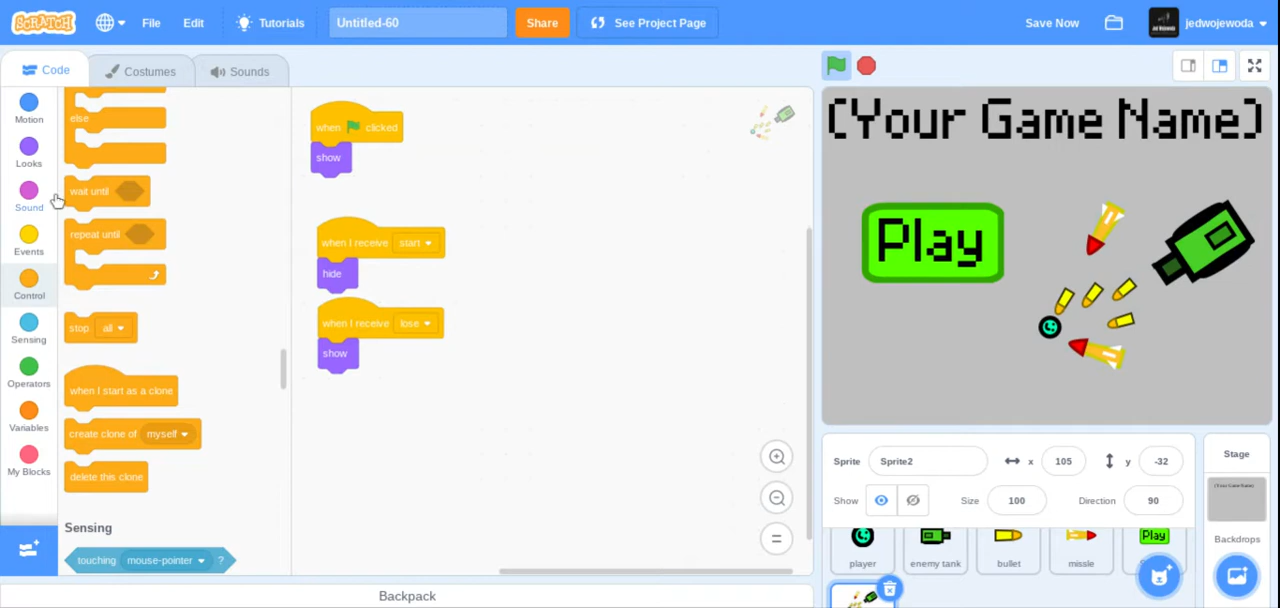 SCRATCH File Edit Tutorials Untitled-60 Share See Project Page Save Now jedwojewoda
Code Costumes Sounds
Motion
Looks
Sound
Events
Control
Sensing
Operators
Variables
My Blocks
else
wait until
repeat until
stop all
when I start as a clone
create clone of myself
delete this clone
Sensing
touching mouse-pointer ?
when clicked
show
when I receive start
hide
when I receive lose
show
Backpack
(Your Game Name)
Play
Sprite Sprite2 x 105 y -32
Show Size 100 Direction 90
player enemy tank bullet missle
Play
Stage
Backdrops